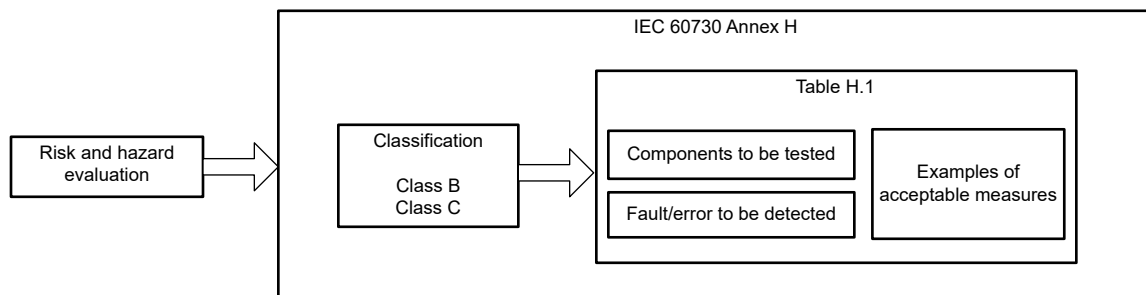 IEC 60730 Annex H
Table H.1
Risk and hazard
evaluation
Classification
Class B
Class C
Components to be tested
Fault/error to be detected
Examples of
acceptable measures